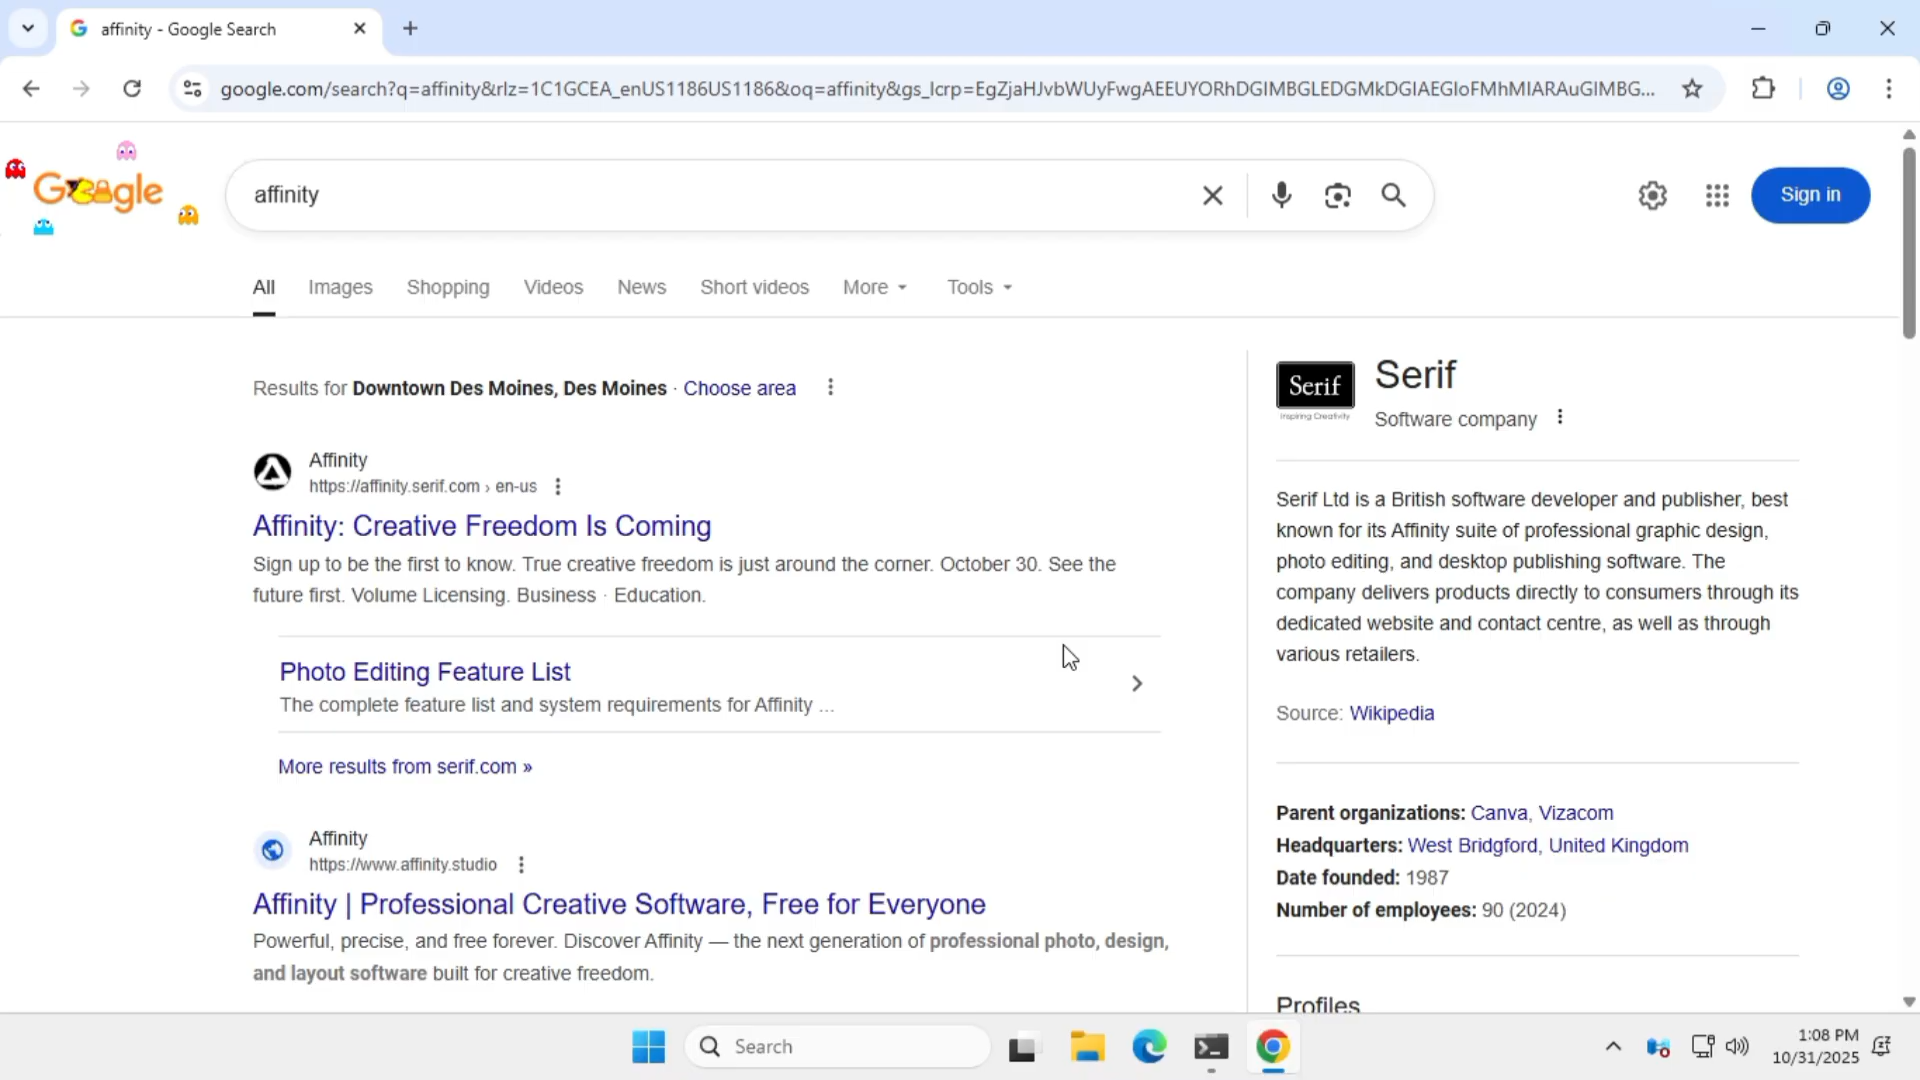 affinity - Google Search
google.com/search?q=affinity&rlz=1C1GCEA_enUS1186US1186&oq=affinity&gs_lcrp=EgZjaHJvbWUyFwgAEEUYORhDGIMBGLEDGMkDGIAEGIoFMhMIARAuGIMBG...
Google
affinity
Sign in
All Images Shopping Videos News Short videos More Tools
Results for Downtown Des Moines, Des Moines · Choose area
Affinity
https://affinity.serif.com › en-us
Affinity: Creative Freedom Is Coming
Sign up to be the first to know. True creative freedom is just around the corner. October 30. See the
future first. Volume Licensing. Business · Education.
Photo Editing Feature List
The complete feature list and system requirements for Affinity ...
More results from serif.com »
Affinity
https://www.affinity.studio
Affinity | Professional Creative Software, Free for Everyone
Powerful, precise, and free forever. Discover Affinity — the next generation of professional photo, design,
and layout software built for creative freedom.
Serif
Inspiring Creativity
Serif
Software company
Serif Ltd is a British software developer and publisher, best
known for its Affinity suite of professional graphic design,
photo editing, and desktop publishing software. The
company delivers products directly to consumers through its
dedicated website and contact centre, as well as through
various retailers.
Source: Wikipedia
Parent organizations: Canva, Vizacom
Headquarters: West Bridgford, United Kingdom
Date founded: 1987
Number of employees: 90 (2024)
Profiles
Search
1:08 PM
10/31/2025